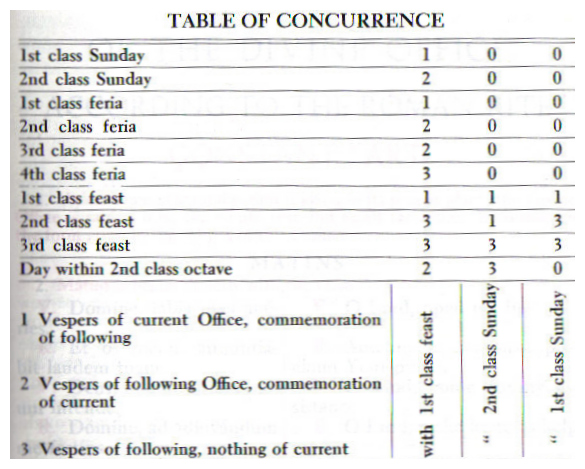 TABLE OF CONCURRENCE
1st class Sunday 1 0 0
2nd class Sunday 2 0 0
1st class feria 1 0 0
2nd class feria 2 0 0
3rd class feria 2 0 0
4th class feria 3 0 0
1st class feast 1 1 1
2nd class feast 3 1 3
3rd class feast 3 3 3
Day within 2nd class octave 2 3 0
1 Vespers of current Office, commemoration
of following
2 Vespers of following Office, commemoration
of current
3 Vespers of following, nothing of current
with 1st class feast
“ 2nd class Sunday
“ 1st class Sunday